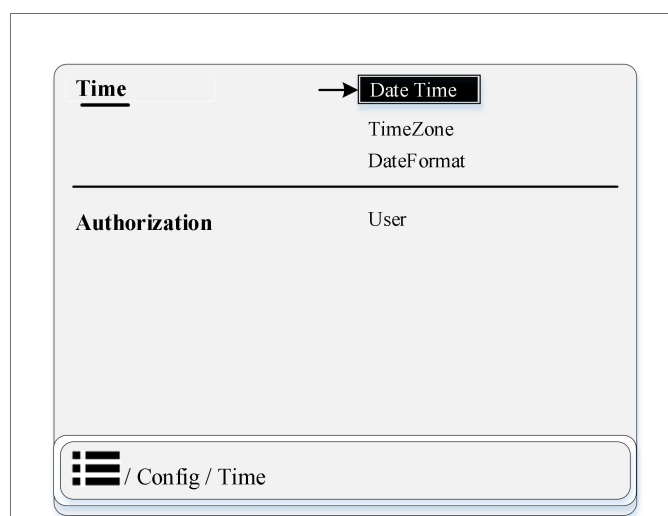 Time
Date Time
TimeZone
DateFormat
Authorization
User
/ Config / Time